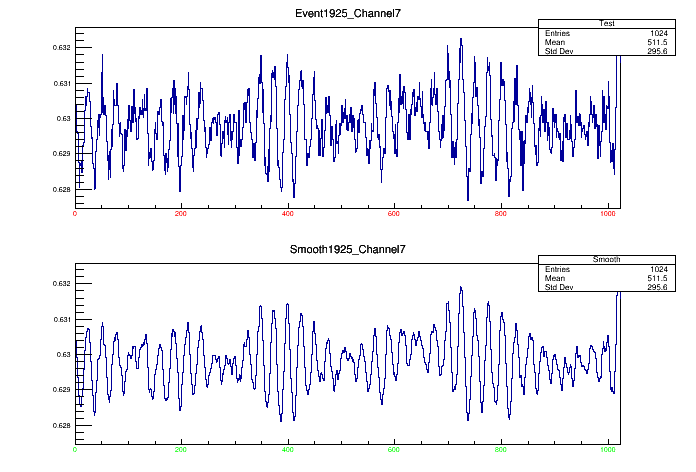 Event1925_Channel7
Test
Entries 1024
Mean 511.5
Std Dev 295.6
0.632
0.631
0.63
0.629
0.628
0 200 400 600 800 1000
Smooth1925_Channel7
Smooth
Entries 1024
Mean 511.5
Std Dev 295.6
0.632
0.631
0.63
0.629
0.628
0 200 400 600 800 1000